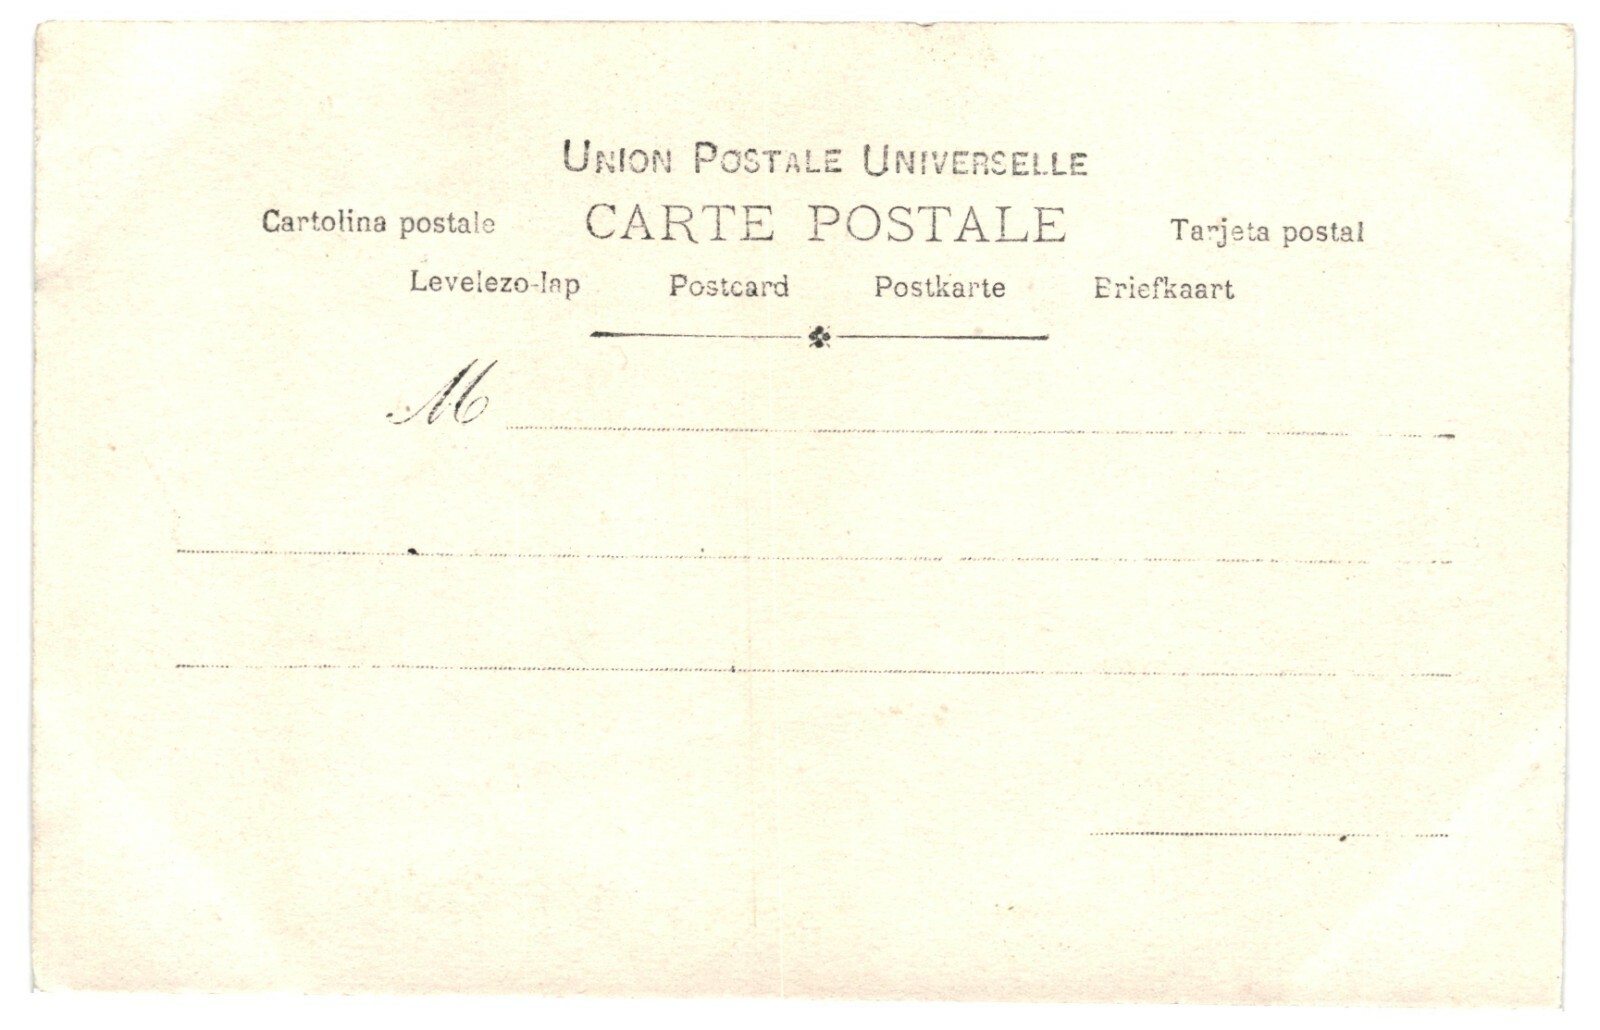 UNION POSTALE UNIVERSELLE
Cartolina postale CARTE POSTALE Tarjeta postal
Levelezo-lap Postcard Postkarte Briefkaart
M